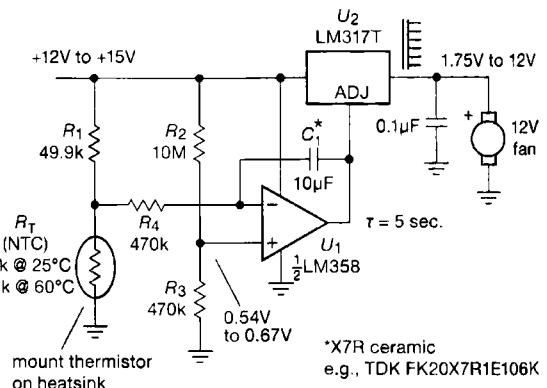 U2
LM317T
+12V to +15V
1.75V to 12V
ADJ
R1
49.9k
R2
10M
C1*
10µF
0.1µF
+
12V
fan
R4
470k
−
+
U1
½LM358
τ = 5 sec.
RT
(NTC)
k @ 25°C
k @ 60°C
R3
470k
0.54V
to 0.67V
mount thermistor
on heatsink
*X7R ceramic
e.g., TDK FK20X7R1E106K